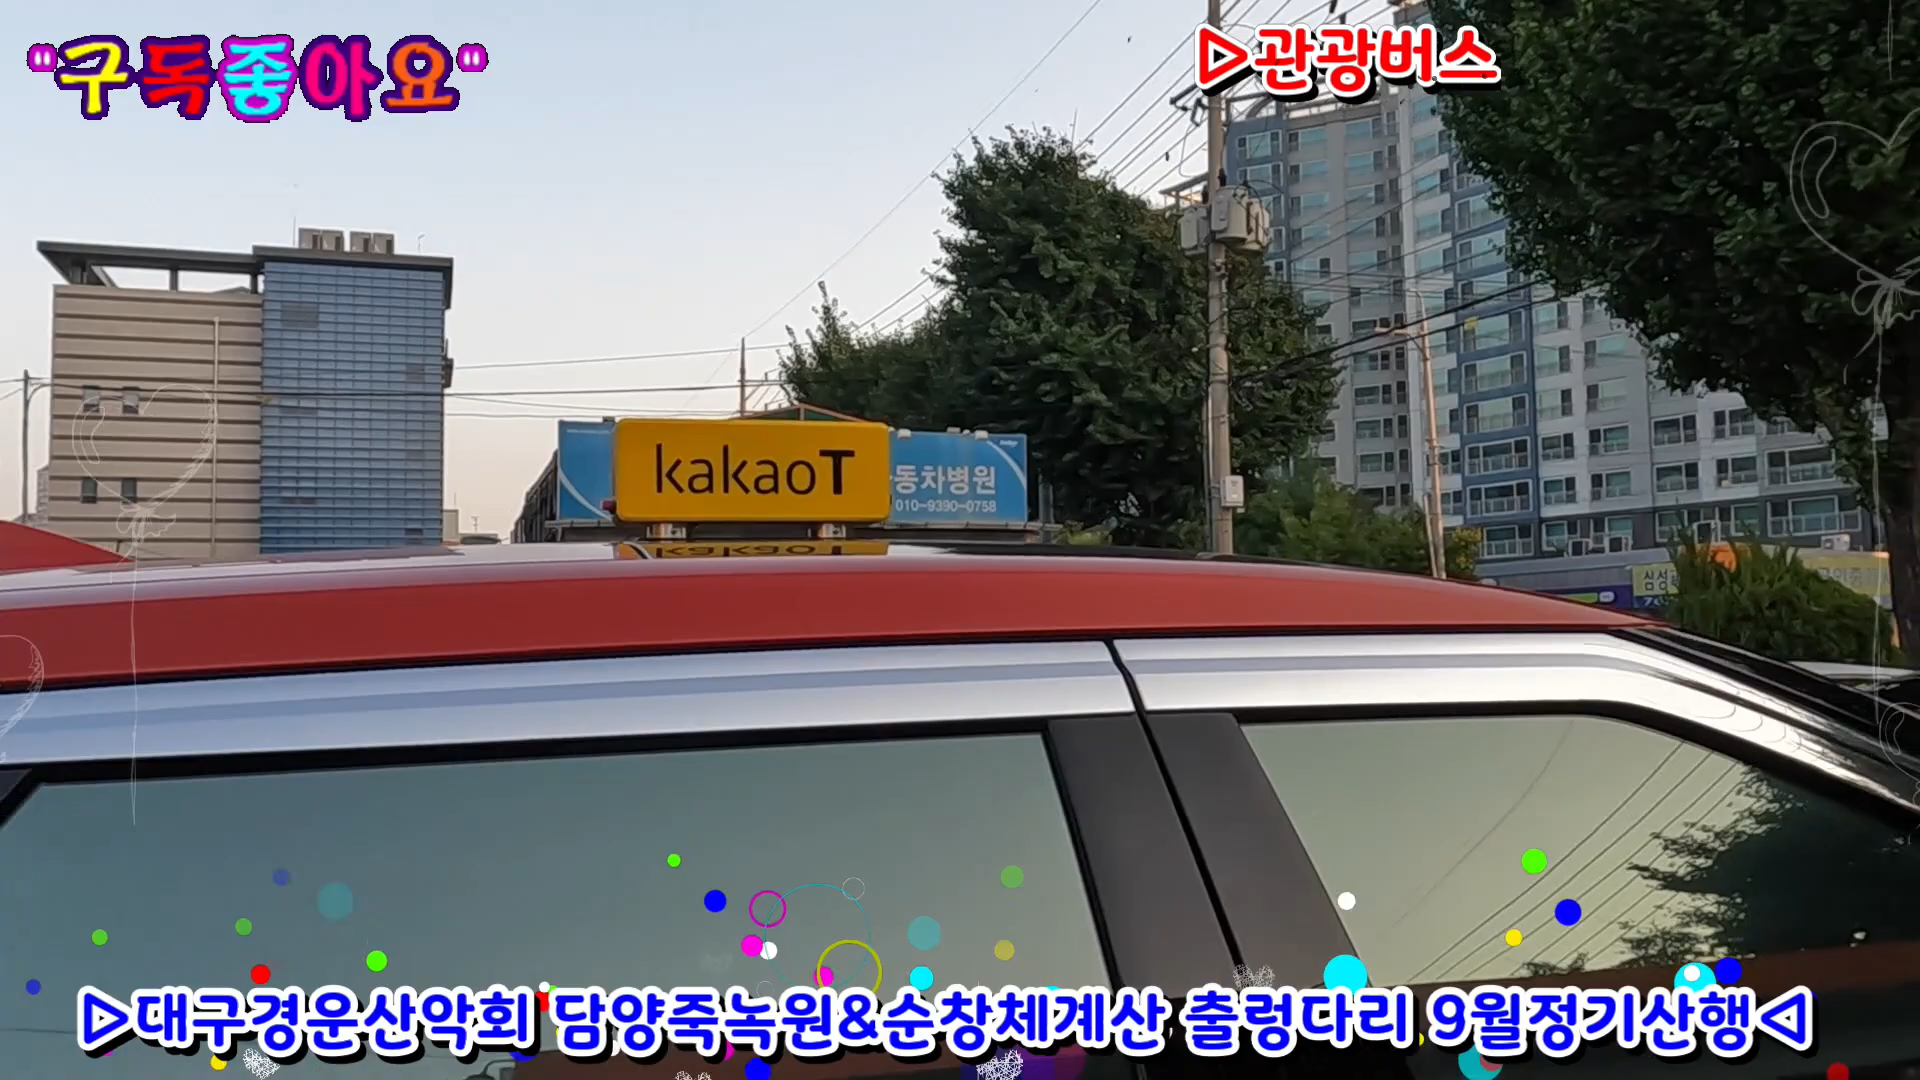 "구독좋아요"
▷관광버스
kakaoT
동차병원
010-9390-0758
심성
▷대구경운산악회 담양죽녹원&순창체계산 출렁다리 9월정기산행◁